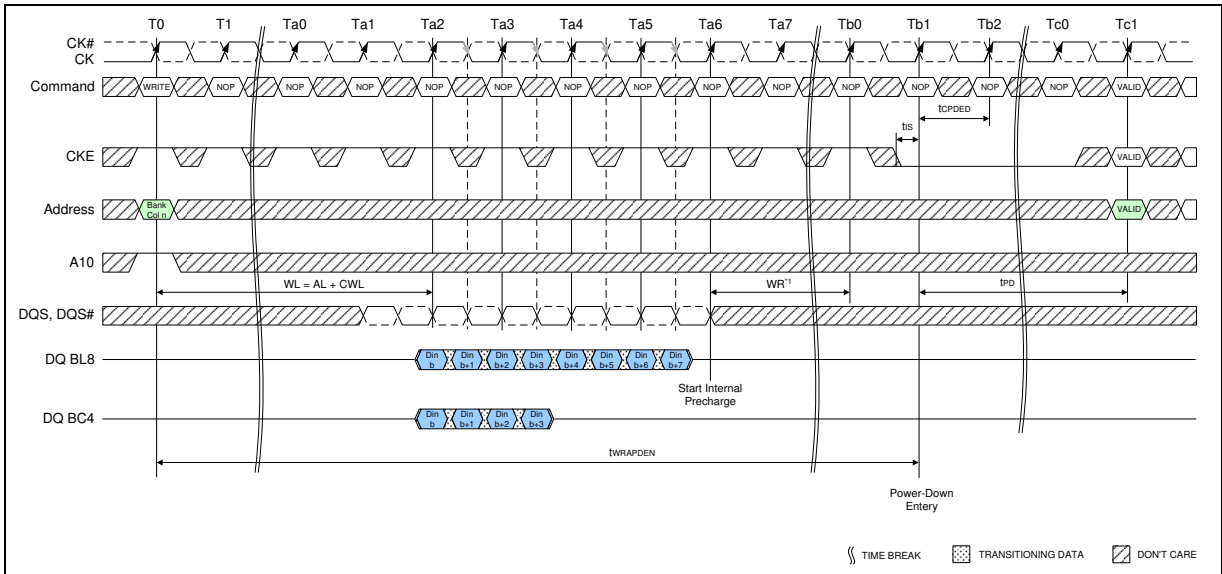 T0 T1 Ta0 Ta1 Ta2 Ta3 Ta4 Ta5 Ta6 Ta7 Tb0 Tb1 Tb2 Tc0 Tc1
CK#
CK
Command WRITE NOP NOP NOP NOP NOP NOP NOP NOP NOP NOP NOP NOP NOP VALID
tCPDED
tIS
CKE VALID
Address Bank Col n VALID
A10
WL = AL + CWL WR*1 tPD
DQS, DQS#
DQ BL8 Din b Din b+1 Din b+2 Din b+3 Din b+4 Din b+5 Din b+6 Din b+7
Start Internal
Precharge
DQ BC4 Din b Din b+1 Din b+2 Din b+3
tWRAPDEN
Power-Down
Entery
TIME BREAK TRANSITIONING DATA DON'T CARE